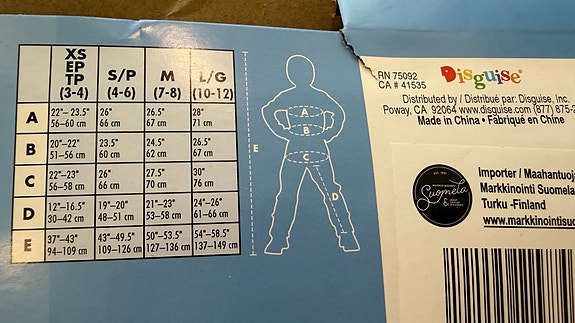 XS
EP
TP
(3-4)
S/P
(4-6)
M
(7-8)
L/G
(10-12)
A
22"–23.5"
56–60 cm
26"
66 cm
26.5"
67 cm
28"
71 cm
B
20"–22"
51–56 cm
23.5"
60 cm
24.5"
62 cm
26.5"
67 cm
C
22"–23"
56–58 cm
26"
66 cm
27.5"
70 cm
30"
76 cm
D
12"–16.5"
30–42 cm
19"–20"
48–51 cm
21"–23"
53–58 cm
24"–26"
61–66 cm
E
37"–43"
94–109 cm
43"–49.5"
109–126 cm
50"–53.5"
127–136 cm
54"–58.5"
137–149 cm
A
B
C
D
E
RN 75092
CA # 41535
Disguise®
Distributed by / Distribué par: Disguise, Inc.
Poway, CA 92064 www.disguise.com (877) 875-2
Made in China • Fabriqué en Chine
Suomela
Importer / Maahantuoja
Markkinointi Suomela
Turku -Finland
www.markkinointisuo